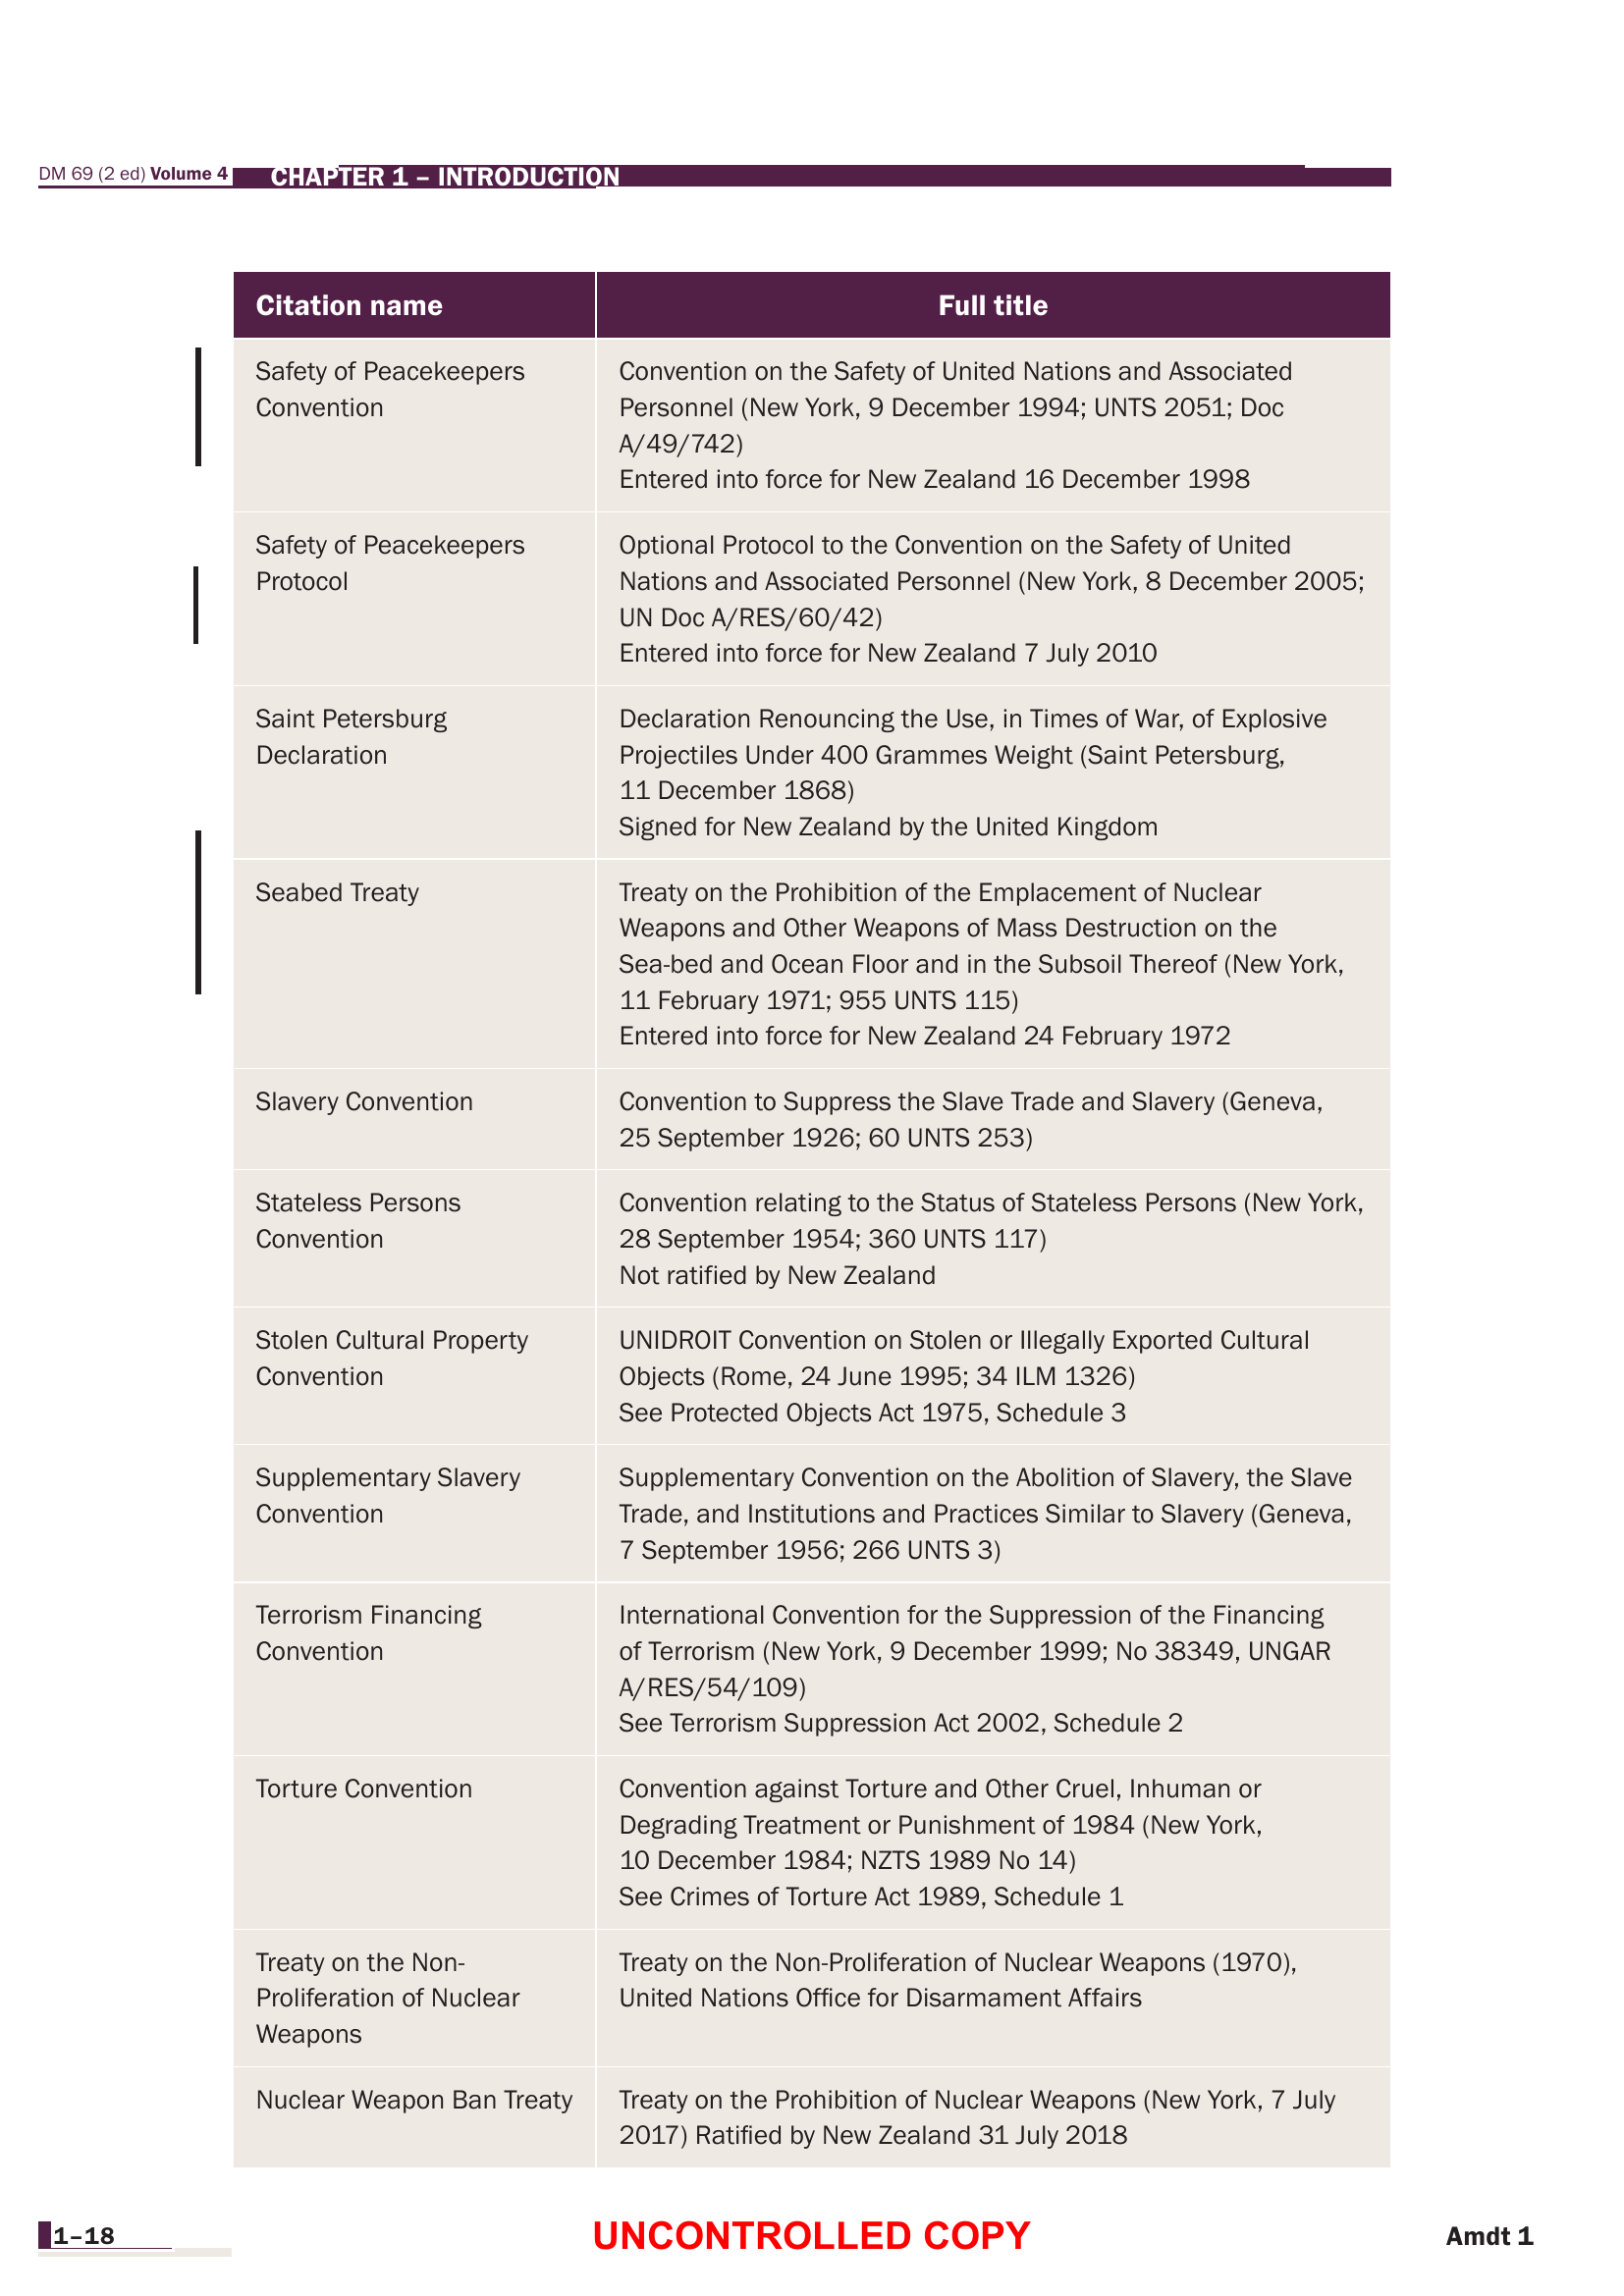 DM 69 (2 ed) Volume 4
CHAPTER 1 – INTRODUCTION
Citation name
Full title
Safety of Peacekeepers
Convention
Convention on the Safety of United Nations and Associated
Personnel (New York, 9 December 1994; UNTS 2051; Doc
A/49/742)
Entered into force for New Zealand 16 December 1998
Safety of Peacekeepers
Protocol
Optional Protocol to the Convention on the Safety of United
Nations and Associated Personnel (New York, 8 December 2005;
UN Doc A/RES/60/42)
Entered into force for New Zealand 7 July 2010
Saint Petersburg
Declaration
Declaration Renouncing the Use, in Times of War, of Explosive
Projectiles Under 400 Grammes Weight (Saint Petersburg,
11 December 1868)
Signed for New Zealand by the United Kingdom
Seabed Treaty
Treaty on the Prohibition of the Emplacement of Nuclear
Weapons and Other Weapons of Mass Destruction on the
Sea-bed and Ocean Floor and in the Subsoil Thereof (New York,
11 February 1971; 955 UNTS 115)
Entered into force for New Zealand 24 February 1972
Slavery Convention
Convention to Suppress the Slave Trade and Slavery (Geneva,
25 September 1926; 60 UNTS 253)
Stateless Persons
Convention
Convention relating to the Status of Stateless Persons (New York,
28 September 1954; 360 UNTS 117)
Not ratified by New Zealand
Stolen Cultural Property
Convention
UNIDROIT Convention on Stolen or Illegally Exported Cultural
Objects (Rome, 24 June 1995; 34 ILM 1326)
See Protected Objects Act 1975, Schedule 3
Supplementary Slavery
Convention
Supplementary Convention on the Abolition of Slavery, the Slave
Trade, and Institutions and Practices Similar to Slavery (Geneva,
7 September 1956; 266 UNTS 3)
Terrorism Financing
Convention
International Convention for the Suppression of the Financing
of Terrorism (New York, 9 December 1999; No 38349, UNGAR
A/RES/54/109)
See Terrorism Suppression Act 2002, Schedule 2
Torture Convention
Convention against Torture and Other Cruel, Inhuman or
Degrading Treatment or Punishment of 1984 (New York,
10 December 1984; NZTS 1989 No 14)
See Crimes of Torture Act 1989, Schedule 1
Treaty on the Non-
Proliferation of Nuclear
Weapons
Treaty on the Non-Proliferation of Nuclear Weapons (1970),
United Nations Office for Disarmament Affairs
Nuclear Weapon Ban Treaty
Treaty on the Prohibition of Nuclear Weapons (New York, 7 July
2017) Ratified by New Zealand 31 July 2018
1–18
UNCONTROLLED COPY
Amdt 1